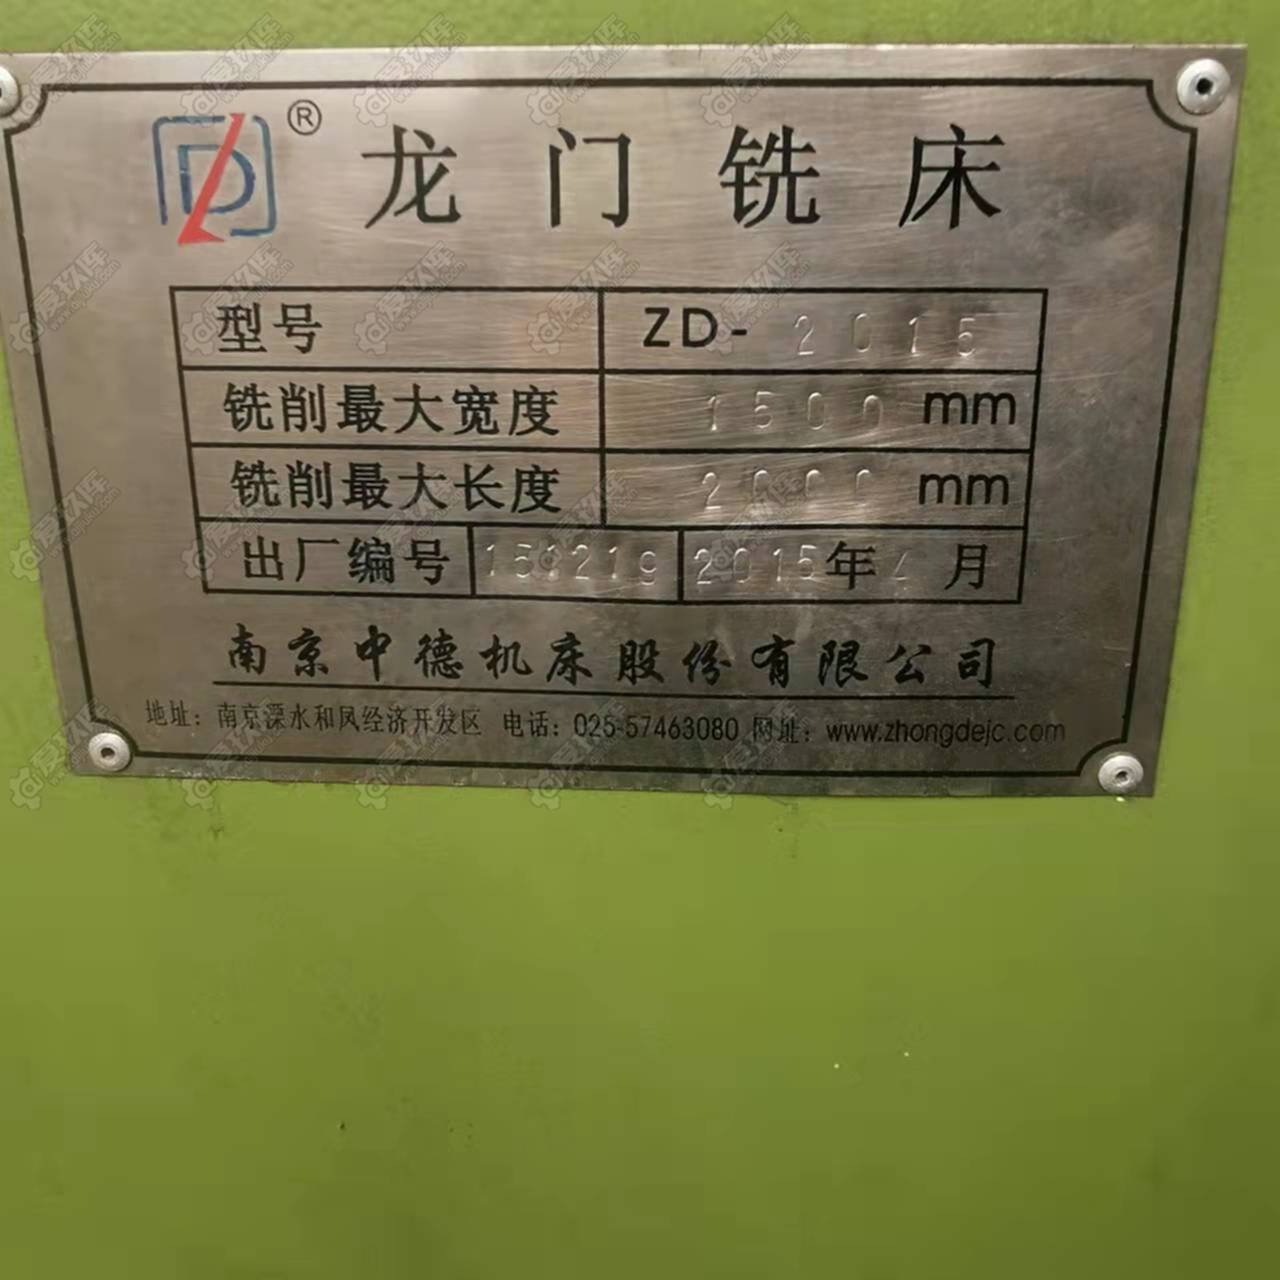 ® 龙门铣床
型号 ZD-2015
铣削最大宽度 1500 mm
铣削最大长度 2000 mm
出厂编号 151219 2015年 月
南京中德机床股份有限公司
地址：南京溧水和凤经济开发区 电话：025-57463080 网址：www.zhongdejc.com